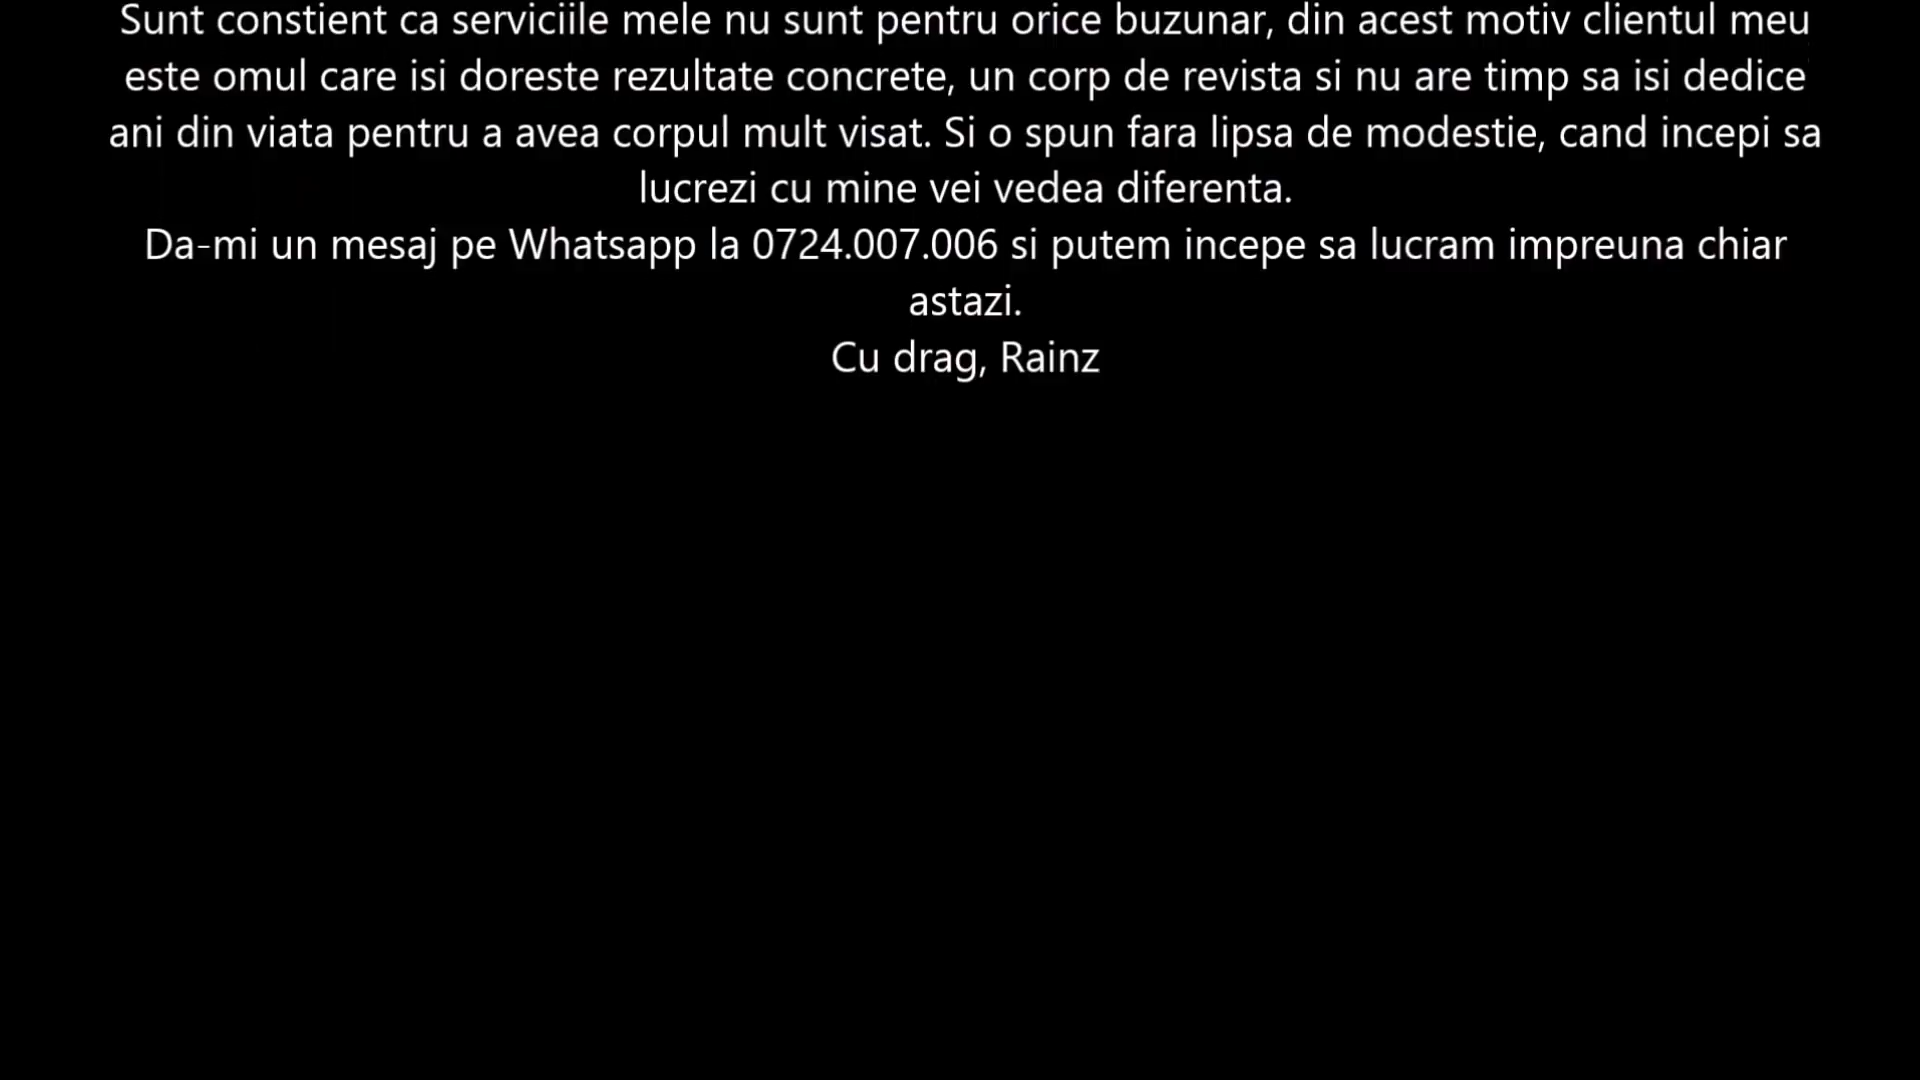 Sunt constient ca serviciile mele nu sunt pentru orice buzunar, din acest motiv clientul meu
este omul care isi doreste rezultate concrete, un corp de revista si nu are timp sa isi dedice
ani din viata pentru a avea corpul mult visat. Si o spun fara lipsa de modestie, cand incepi sa
lucrezi cu mine vei vedea diferenta.
Da-mi un mesaj pe Whatsapp la 0724.007.006 si putem incepe sa lucram impreuna chiar
astazi.
Cu drag, Rainz